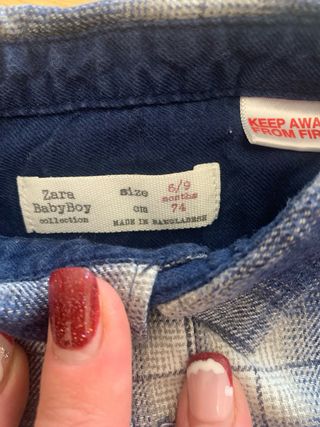 Zara
BabyBoy
collection
size 6/9
months
cm 74
MADE IN BANGLADESH
KEEP AWA
FROM FIR